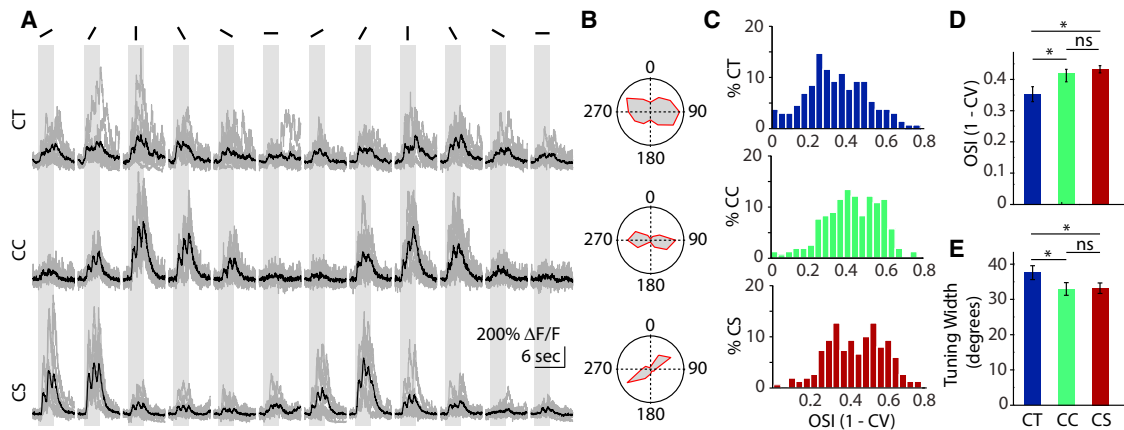 A
CT
CC
CS
200% ΔF/F
6 sec
B
0
270
90
180
0
270
90
180
0
270
90
180
C
% CT
20
10
0
0.2
0.4
0.6
0.8
0
% CC
20
10
0
0.2
0.4
0.6
0.8
% CS
20
10
0
0.2
0.4
0.6
0.8
OSI (1 - CV)
D
*
*
ns
OSI (1 - CV)
0.4
0.3
0.2
0
E
*
*
ns
Tuning Width
(degrees)
40
30
20
0
CT CC CS